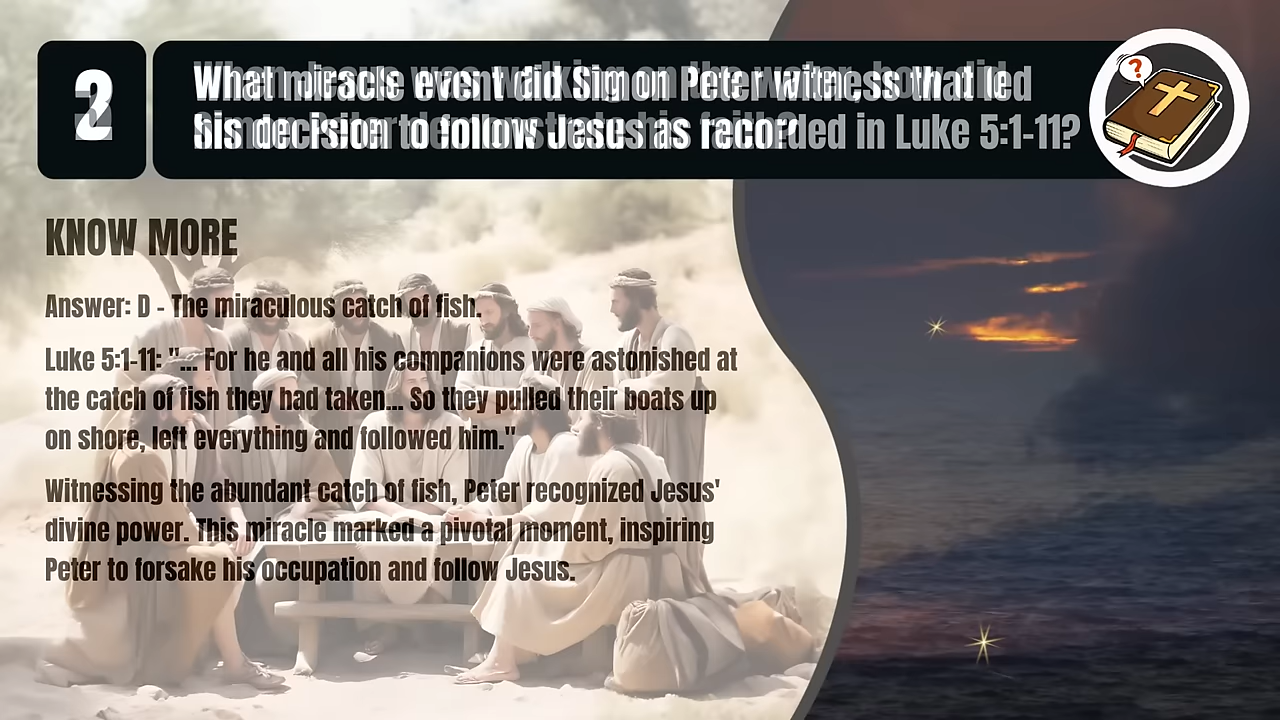 2
What miracle event did Simon Peter witness that led
his decision to follow Jesus as recorded in Luke 5:1-11?
?
KNOW MORE
Answer: D - The miraculous catch of fish.
Luke 5:1-11: "... For he and all his companions were astonished at
the catch of fish they had taken... So they pulled their boats up
on shore, left everything and followed him."
Witnessing the abundant catch of fish, Peter recognized Jesus'
divine power. This miracle marked a pivotal moment, inspiring
Peter to forsake his occupation and follow Jesus.